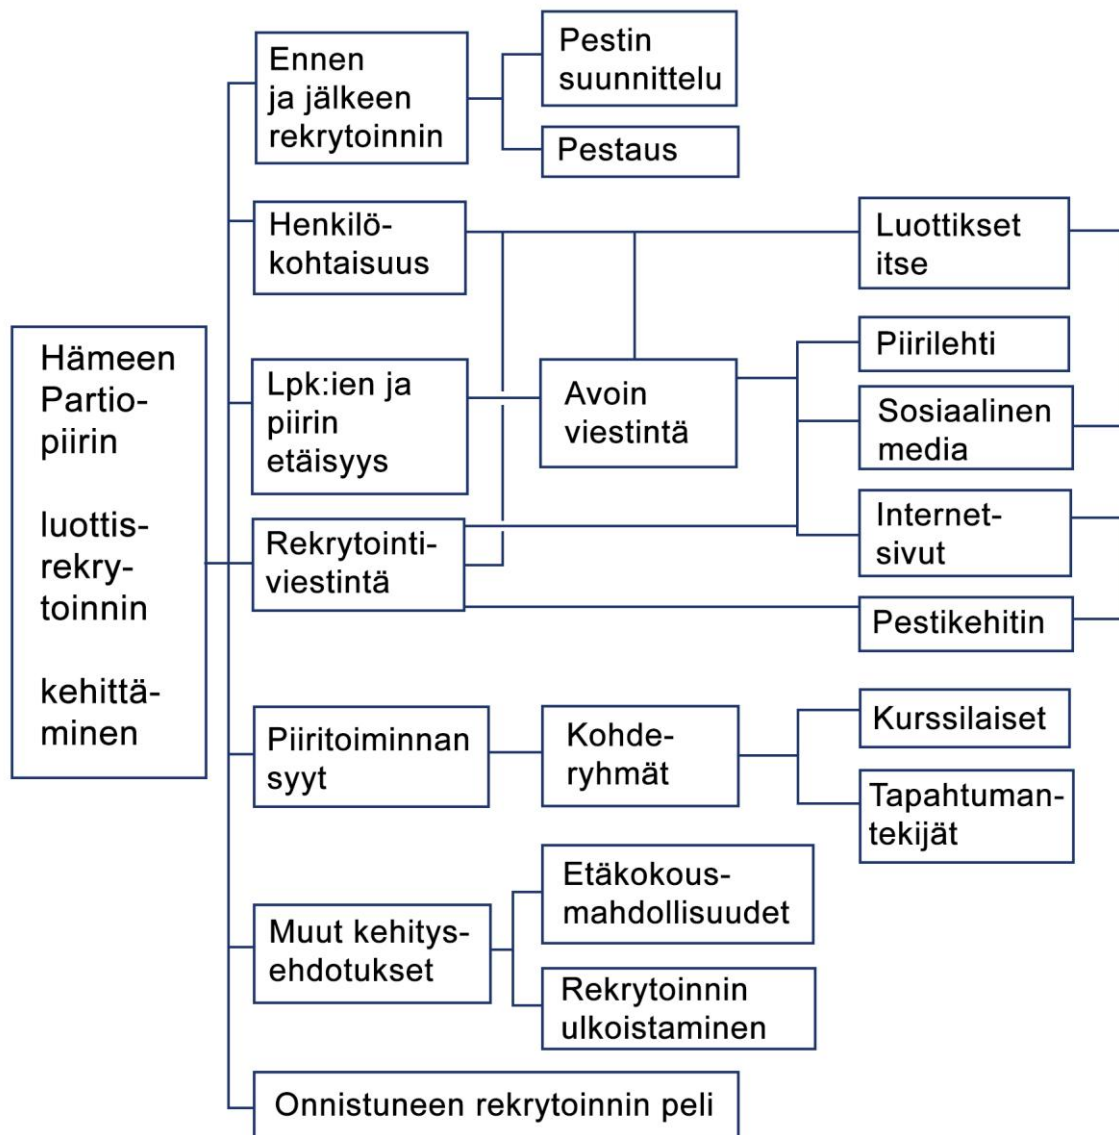 Hämeen
Partio-
piirin
luottis-
rekry-
toinnin
kehittä-
minen
Ennen
ja jälkeen
rekrytoinnin
Pestin
suunnittelu
Pestaus
Henkilö-
kohtaisuus
Luottikset
itse
Lpk:ien ja
piirin
etäisyys
Avoin
viestintä
Piirilehti
Sosiaalinen
media
Internet-
sivut
Rekrytointi-
viestintä
Pestikehitin
Piiritoiminnan
syyt
Kohde-
ryhmät
Kurssilaiset
Tapahtuman-
tekijät
Muut kehitys-
ehdotukset
Etäkokous-
mahdollisuudet
Rekrytoinnin
ulkoistaminen
Onnistuneen rekrytoinnin peli